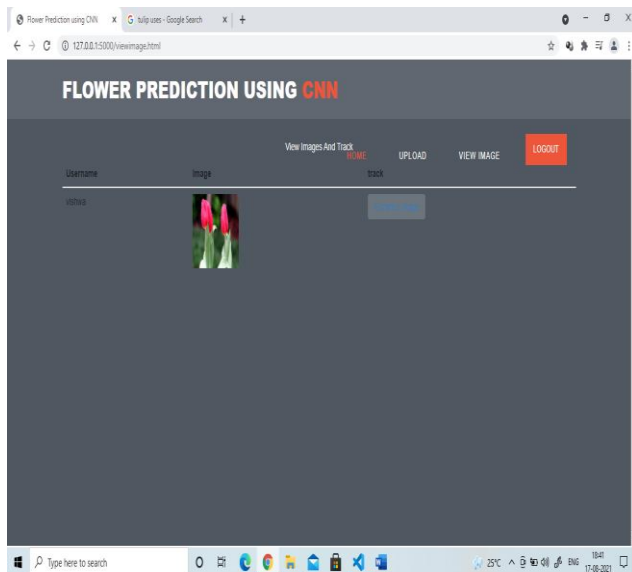 Flower Prediction using CNN
tulip uses - Google Search
127.0.0.1:5000/viewimage.html
FLOWER PREDICTION USING CNN
View Images And Track
HOME UPLOAD VIEW IMAGE LOGOUT
Username image track
Type here to search
25°C ENG 18:41
17-08-2021